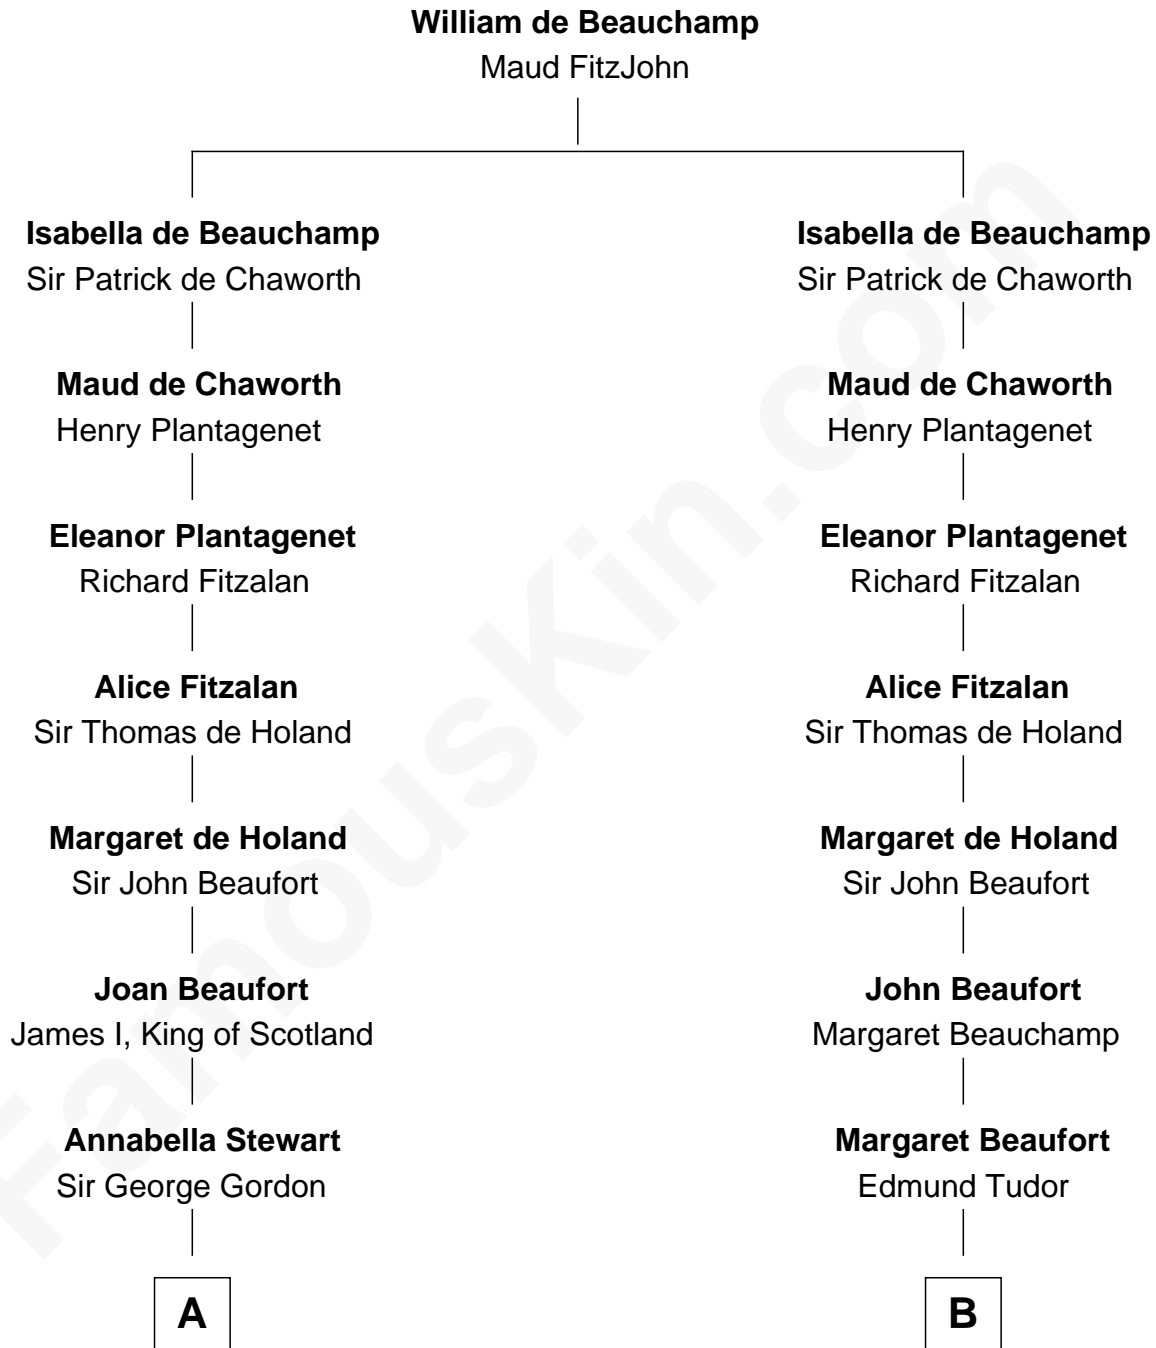 William de Beauchamp
Maud FitzJohn
Isabella de Beauchamp
Sir Patrick de Chaworth
Isabella de Beauchamp
Sir Patrick de Chaworth
Maud de Chaworth
Henry Plantagenet
Maud de Chaworth
Henry Plantagenet
Eleanor Plantagenet
Richard Fitzalan
Eleanor Plantagenet
Richard Fitzalan
Alice Fitzalan
Sir Thomas de Holand
Alice Fitzalan
Sir Thomas de Holand
Margaret de Holand
Sir John Beaufort
Margaret de Holand
Sir John Beaufort
Joan Beaufort
James I, King of Scotland
John Beaufort
Margaret Beauchamp
Annabella Stewart
Sir George Gordon
Margaret Beaufort
Edmund Tudor
A
B
FamousKin.com